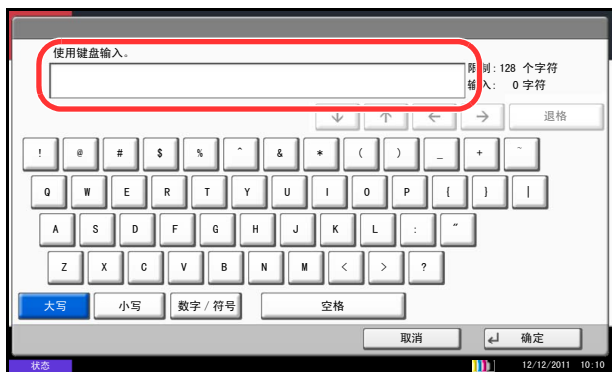 使用键盘输入。
限制:128 个字符
输入: 0 字符
↓ ↑ ← → 退格
! @ # $ % ^ & * ( ) _ + ~
Q W E R T Y U I O P { } |
A S D F G H J K L : "
Z X C V B N M < > ?
大写 小写 数字/符号 空格
取消 确定
状态 12/12/2011 10:10